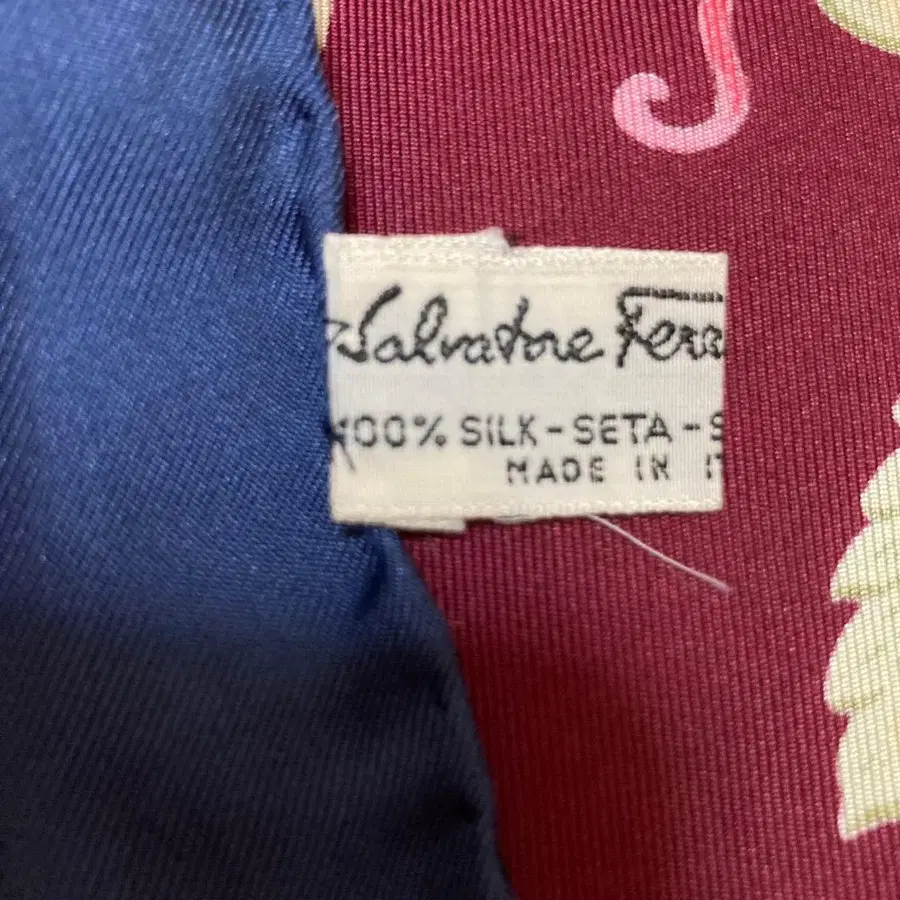 Salvatore Ferra
100% SILK-SETA-S
MADE IN IT